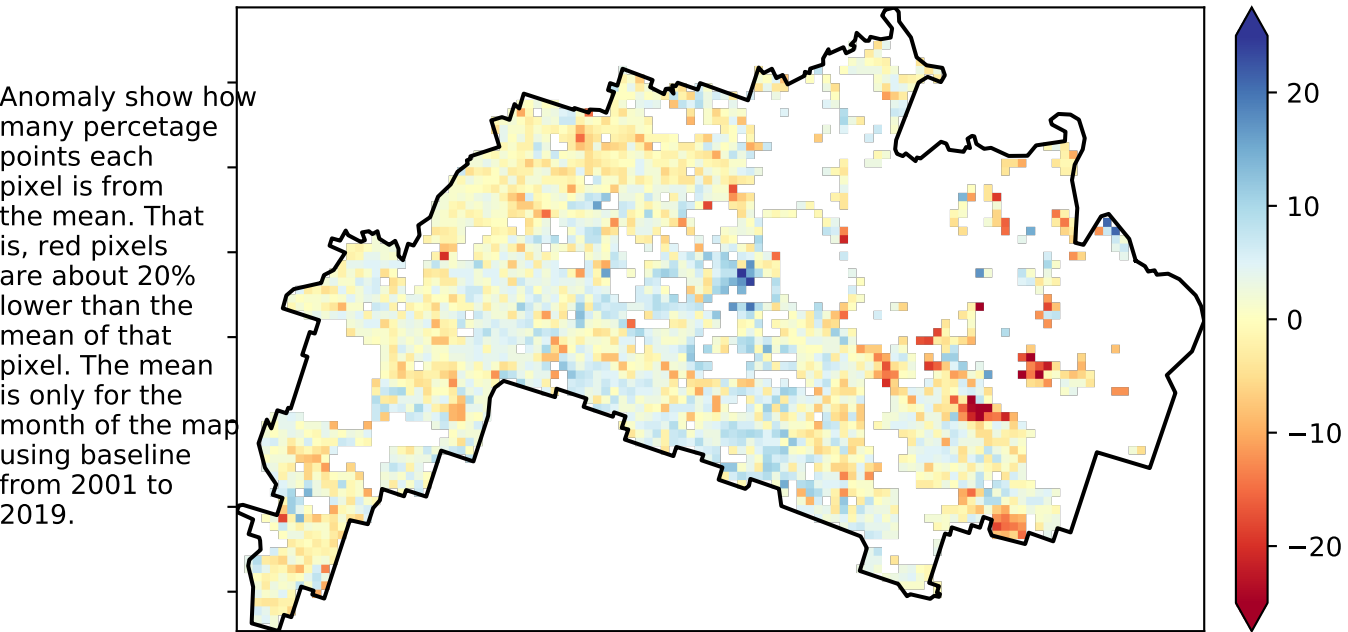 Anomaly show how
many percetage
points each
pixel is from
the mean. That
is, red pixels
are about 20%
lower than the
mean of that
pixel. The mean
is only for the
month of the map
using baseline
from 2001 to
2019.
20
10
0
−10
−20